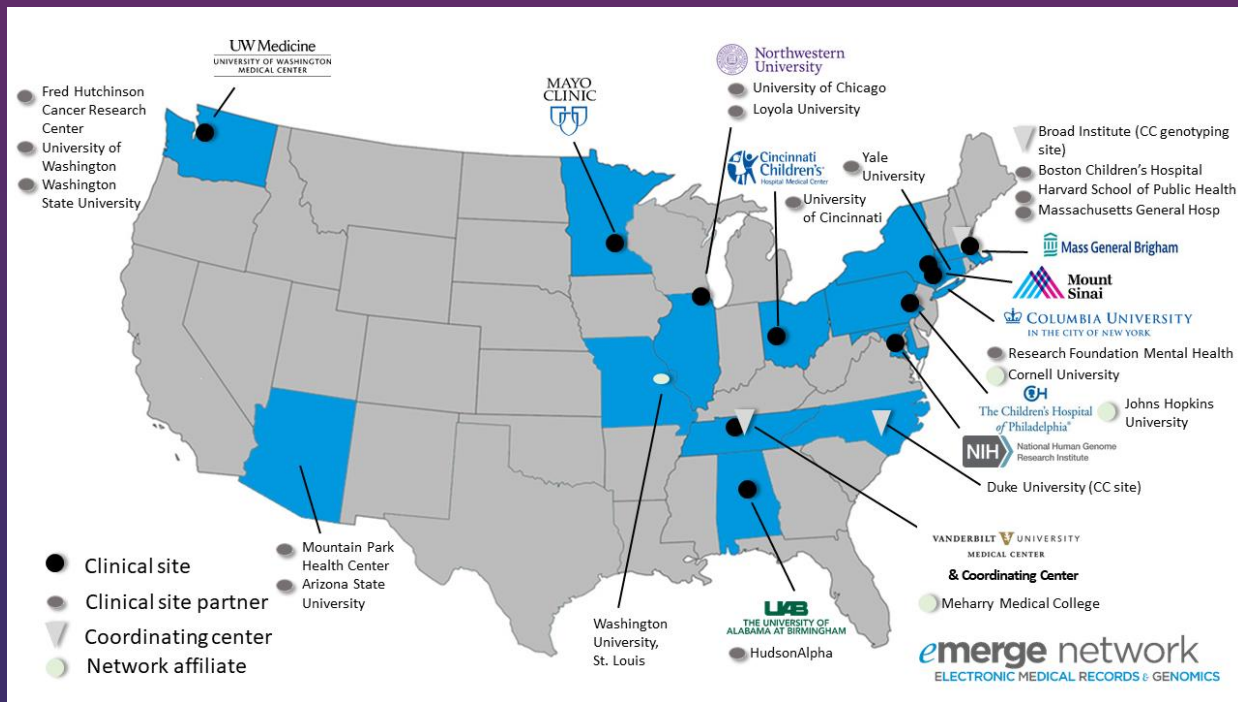 UW Medicine
UNIVERSITY OF WASHINGTON
MEDICAL CENTER
Fred Hutchinson
Cancer Research
Center
University of
Washington
Washington
State University
MAYO
CLINIC
Northwestern
University
University of Chicago
Loyola University
Cincinnati
Children's
Hospital Medical Center
University
of Cincinnati
Yale
University
Broad Institute (CC genotyping
site)
Boston Children's Hospital
Harvard School of Public Health
Massachusetts General Hosp
Mass General Brigham
Mount
Sinai
COLUMBIA UNIVERSITY
IN THE CITY OF NEW YORK
Research Foundation Mental Health
Cornell University
CH
The Children's Hospital
of Philadelphia®
Johns Hopkins
University
NIH
National Human Genome
Research Institute
Duke University (CC site)
VANDERBILT V UNIVERSITY
MEDICAL CENTER
& Coordinating Center
Meharry Medical College
Mountain Park
Health Center
Arizona State
University
Washington
University,
St. Louis
UAB
THE UNIVERSITY OF
ALABAMA AT BIRMINGHAM
HudsonAlpha
Clinical site
Clinical site partner
Coordinating center
Network affiliate
emerge network
ELECTRONIC MEDICAL RECORDS & GENOMICS